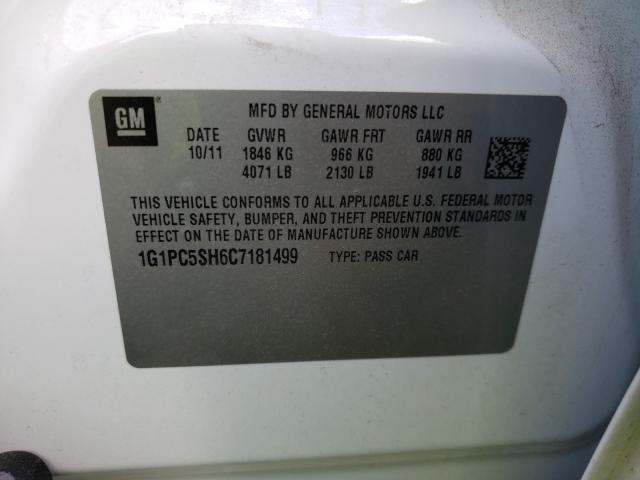 GM
MFD BY GENERAL MOTORS LLC
DATE GVWR GAWR FRT GAWR RR
10/11 1846 KG 966 KG 880 KG
4071 LB 2130 LB 1941 LB
THIS VEHICLE CONFORMS TO ALL APPLICABLE U.S. FEDERAL MOTOR
VEHICLE SAFETY, BUMPER, AND THEFT PREVENTION STANDARDS IN
EFFECT ON THE DATE OF MANUFACTURE SHOWN ABOVE.
1G1PC5SH6C7181499 TYPE: PASS CAR